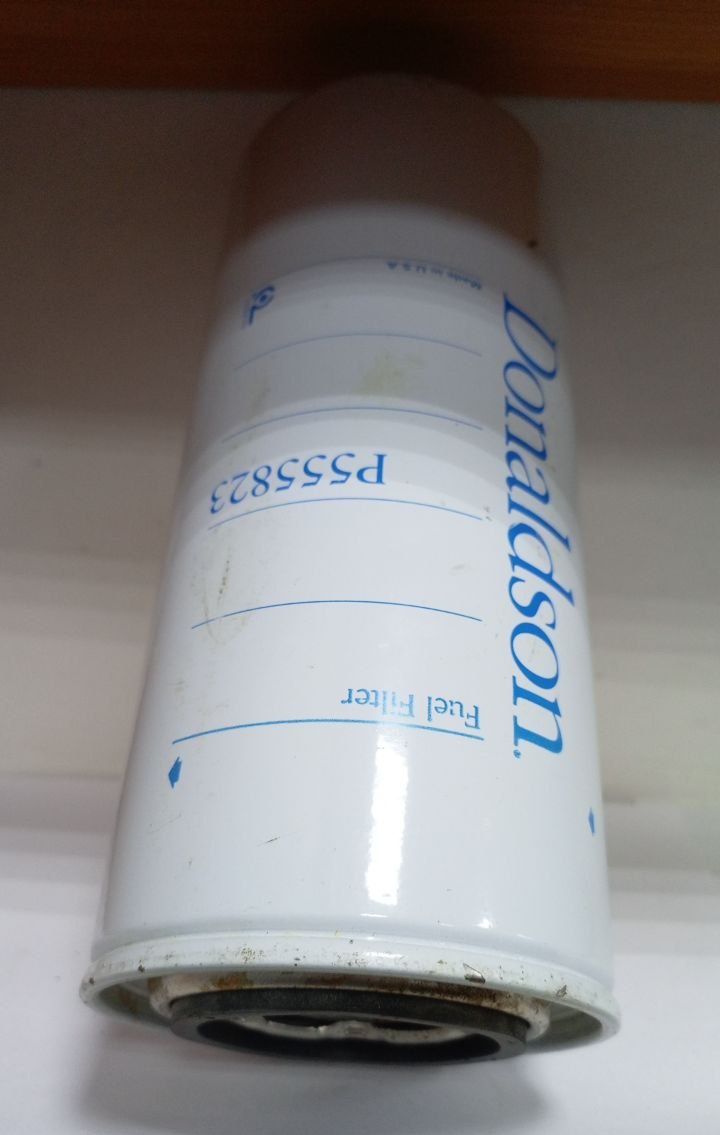 Donaldson.
Fuel Filter
P555823
Made in U.S.A.